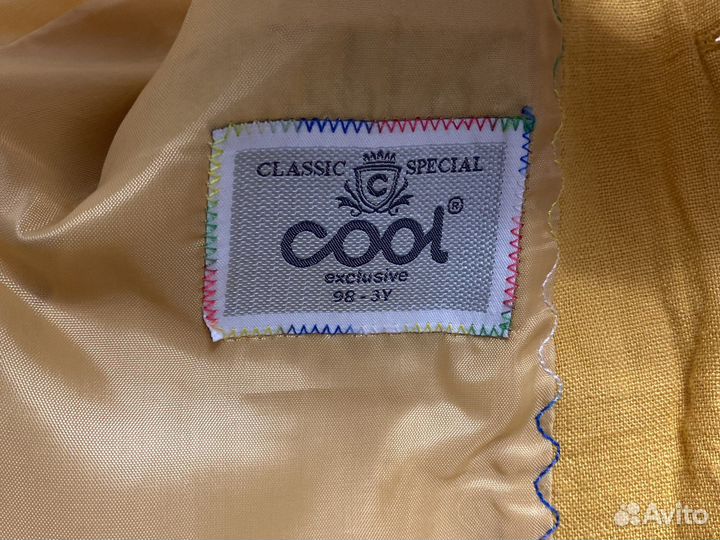 CLASSIC SPECIAL
C
cool®
exclusive
98 - 3Y
Avito